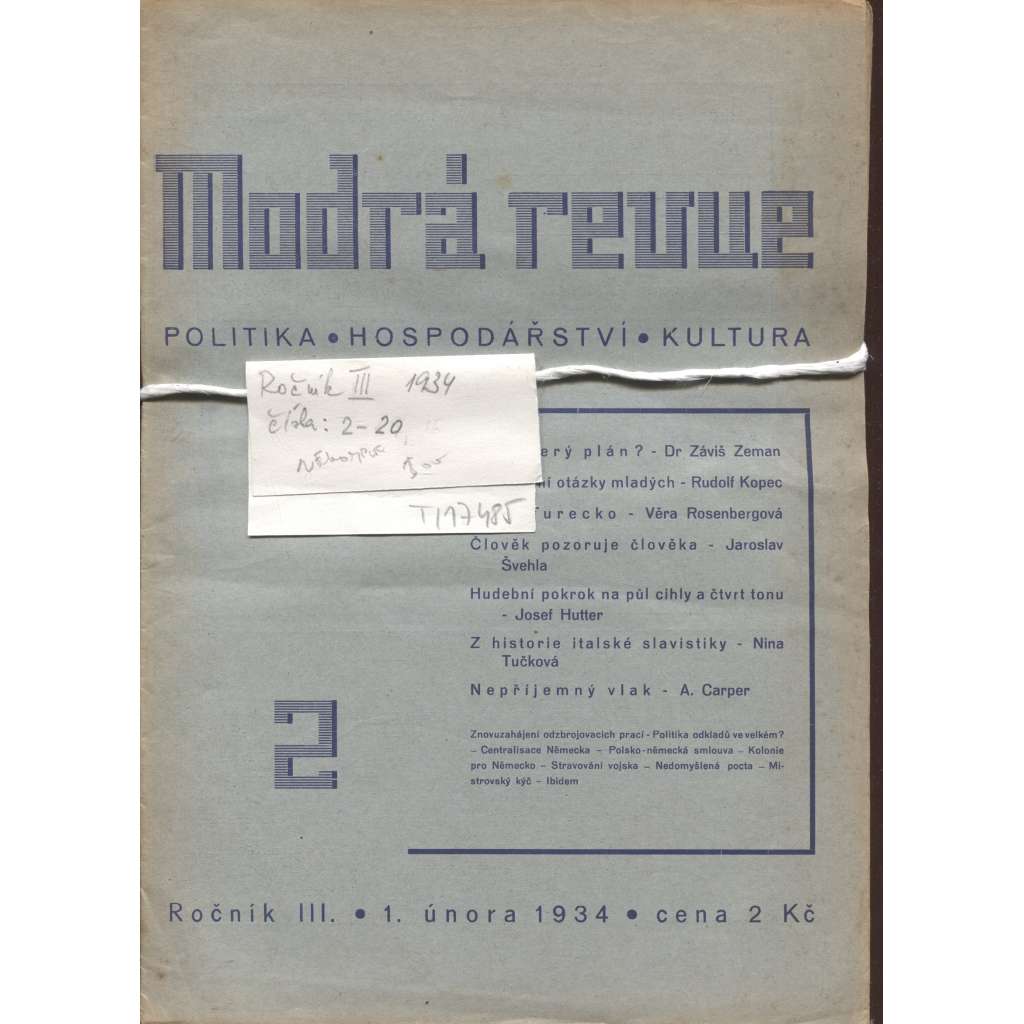 Modrá revue
POLITIKA • HOSPODÁŘSTVÍ • KULTURA
Ročník III 1934
čísla: 2-20
T/17485
plán? - Dr Záviš Zeman
otázky mladých - Rudolf Kopec
Turecko - Věra Rosenbergová
Člověk pozoruje člověka - Jaroslav
Švehla
Hudební pokrok na půl cihly a čtvrt tonu
- Josef Hutter
Z historie italské slavistiky - Nina
Tučková
Nepříjemný vlak - A. Carper
Znovuzahájení odzbrojovacích prací - Politika odkladů ve velkém?
– Centralisace Německa – Polsko-německá smlouva – Kolonie
pro Německo – Stravování vojska – Nedomyšlená pocta – Mi-
strovský kýč – Ibidem
2
Ročník III. • 1. února 1934 • cena 2 Kč